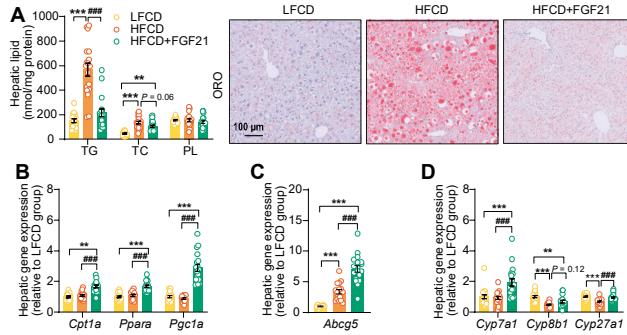 A
LFCD
HFCD
HFCD+FGF21
*** ###
Hepatic lipid
(nmol/mg protein)
1000
800
600
400
200
0
**
*** P = 0.06
TG TC PL
LFCD HFCD HFCD+FGF21
ORO
100 µm
B
Hepatic gene expression
(relative to LFCD group)
8
6
4
2
0
** *** ***
### ### ###
Cpt1a Ppara Pgc1a
C
Hepatic gene expression
(relative to LFCD group)
20
15
10
5
0
***
###
***
Abcg5
D
Hepatic gene expression
(relative to LFCD group)
8
6
4
2
0
***
###
**
*** P = 0.12
*** ###
Cyp7a1 Cyp8b1 Cyp27a1